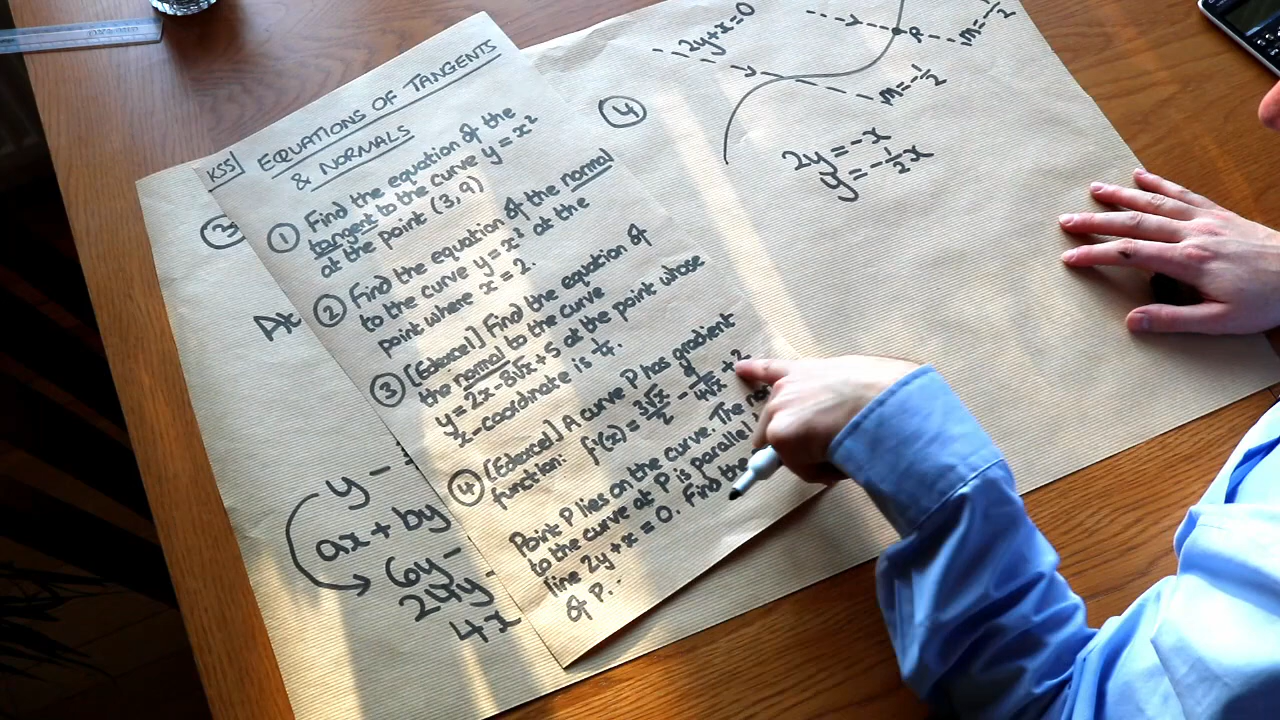 KS5
EQUATIONS OF TANGENTS
& NORMALS
① Find the equation of the
tangent to the curve y = x²
at the point (3,9)
② Find the equation of the normal
to the curve y = x³ at the
point where x = 2.
③ [Edexcel] Find the equation of
the normal to the curve
y = 2x - 8√x + 5 at the point whose
x-coordinate is 1/4.
④ [Edexcel] A curve P has gradient
function: f'(x) = 3√x/2 - 9/4√x + 2
Point P lies on the curve. The
to the curve at P is parallel
line 2y + x = 0. Find the
of P.
③
At
y -
ax + by
6y -
24y -
4x
④
2y + x = 0
P
m = -1/2
m = -1/2
2y = -x
y = -1/2 x